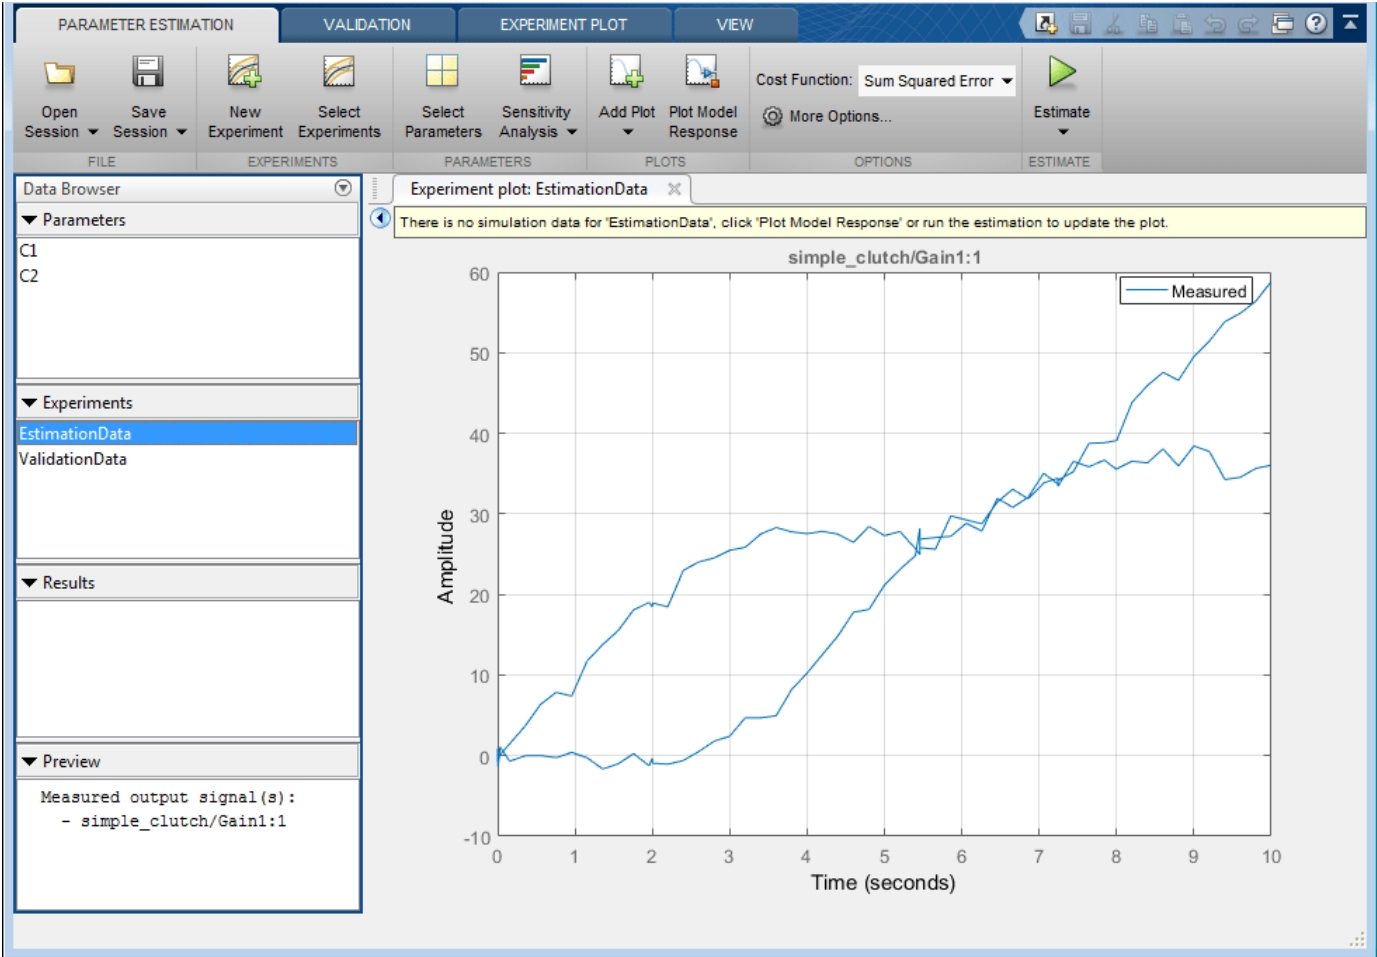 PARAMETER ESTIMATION
VALIDATION
EXPERIMENT PLOT
VIEW
Open Session
Save Session
New Experiment
Select Experiments
Select Parameters
Sensitivity Analysis
Add Plot
Plot Model Response
Cost Function: Sum Squared Error
More Options...
Estimate
FILE
EXPERIMENTS
PARAMETERS
PLOTS
OPTIONS
ESTIMATE
Data Browser
Parameters
C1
C2
Experiments
EstimationData
ValidationData
Results
Preview
Measured output signal(s):
- simple_clutch/Gain1:1
Experiment plot: EstimationData
There is no simulation data for 'EstimationData', click 'Plot Model Response' or run the estimation to update the plot.
simple_clutch/Gain1:1
Measured
60
50
40
30
20
10
0
-10
Amplitude
0 1 2 3 4 5 6 7 8 9 10
Time (seconds)